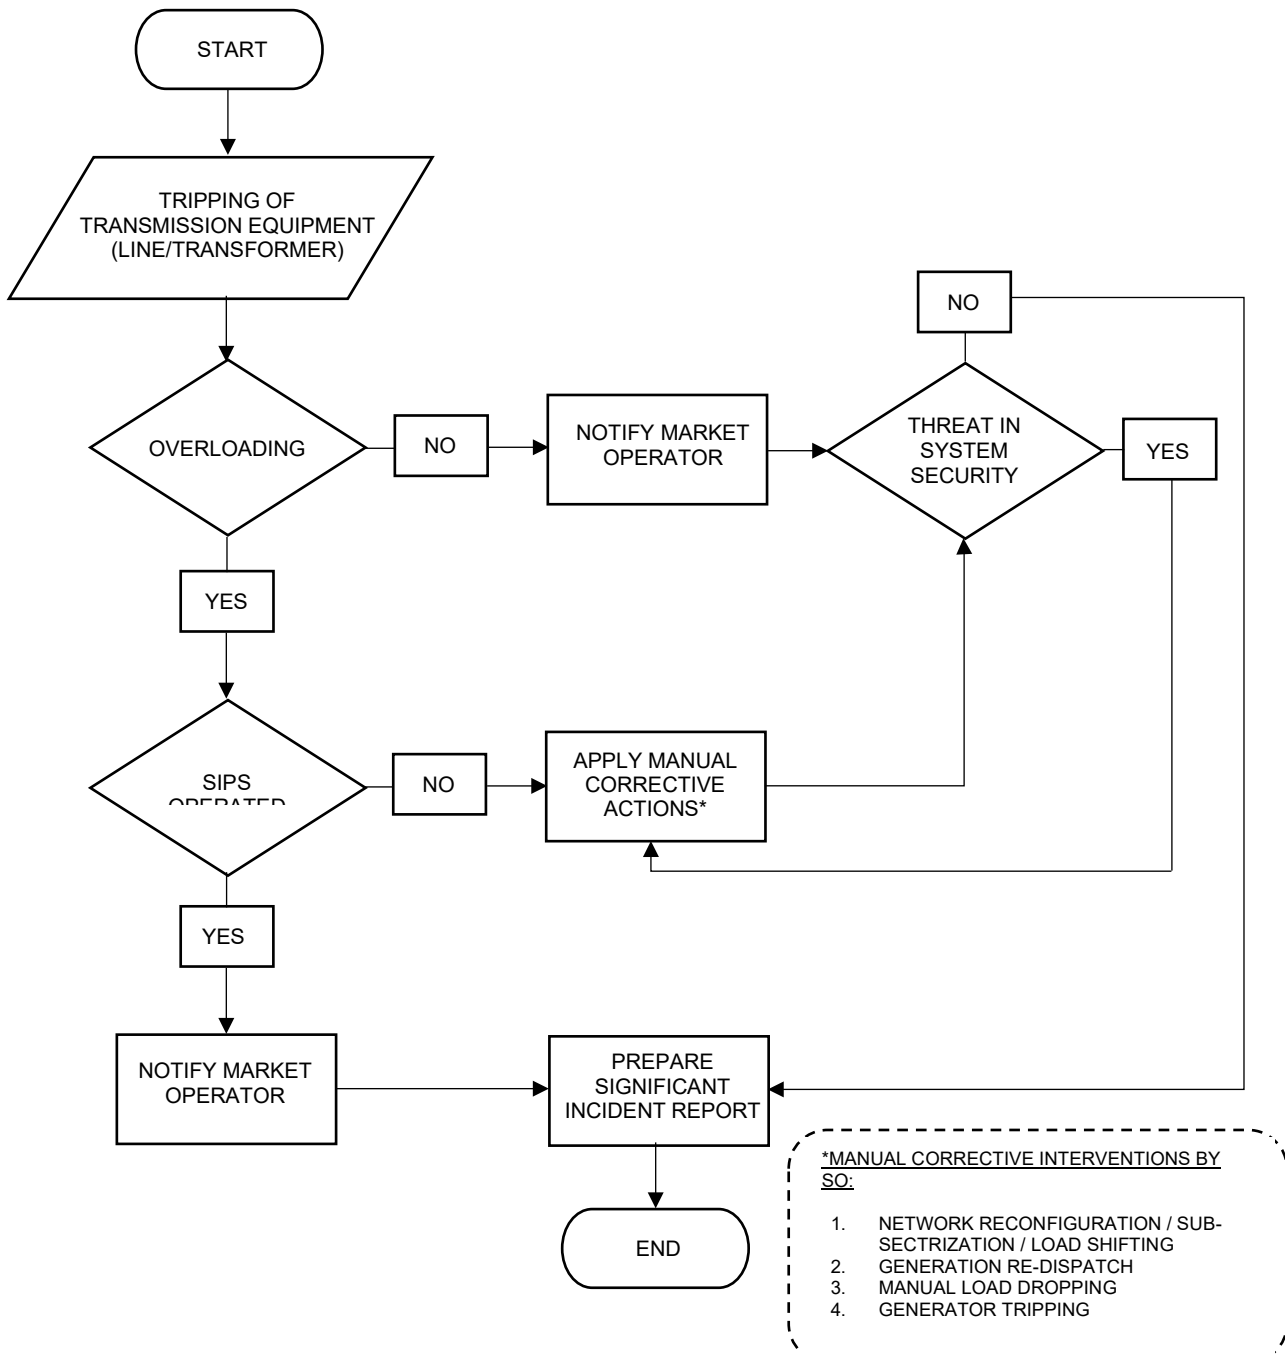 START
TRIPPING OF
TRANSMISSION EQUIPMENT
(LINE/TRANSFORMER)
NO
OVERLOADING
NO
NOTIFY MARKET
OPERATOR
THREAT IN
SYSTEM
SECURITY
YES
YES
SIPS
OPERATED
NO
APPLY MANUAL
CORRECTIVE
ACTIONS*
YES
NOTIFY MARKET
OPERATOR
PREPARE
SIGNIFICANT
INCIDENT REPORT
END
*MANUAL CORRECTIVE INTERVENTIONS BY
SO:
1. NETWORK RECONFIGURATION / SUB-
SECTRIZATION / LOAD SHIFTING
2. GENERATION RE-DISPATCH
3. MANUAL LOAD DROPPING
4. GENERATOR TRIPPING